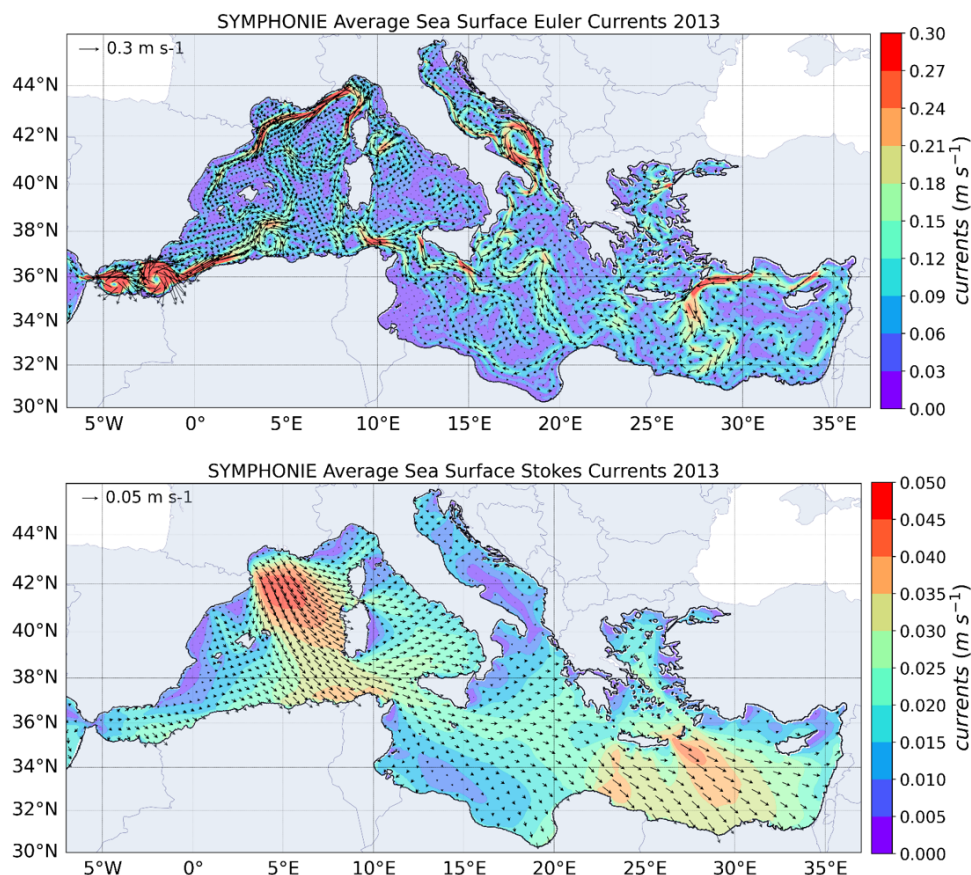 SYMPHONIE Average Sea Surface Euler Currents 2013
0.3 m s-1
44°N
42°N
40°N
38°N
36°N
34°N
32°N
30°N
5°W 0° 5°E 10°E 15°E 20°E 25°E 30°E 35°E
0.30
0.27
0.24
0.21
0.18
0.15
0.12
0.09
0.06
0.03
0.00
currents (m s⁻¹)
SYMPHONIE Average Sea Surface Stokes Currents 2013
0.05 m s-1
44°N
42°N
40°N
38°N
36°N
34°N
32°N
30°N
5°W 0° 5°E 10°E 15°E 20°E 25°E 30°E 35°E
0.050
0.045
0.040
0.035
0.030
0.025
0.020
0.015
0.010
0.005
0.000
currents (m s⁻¹)